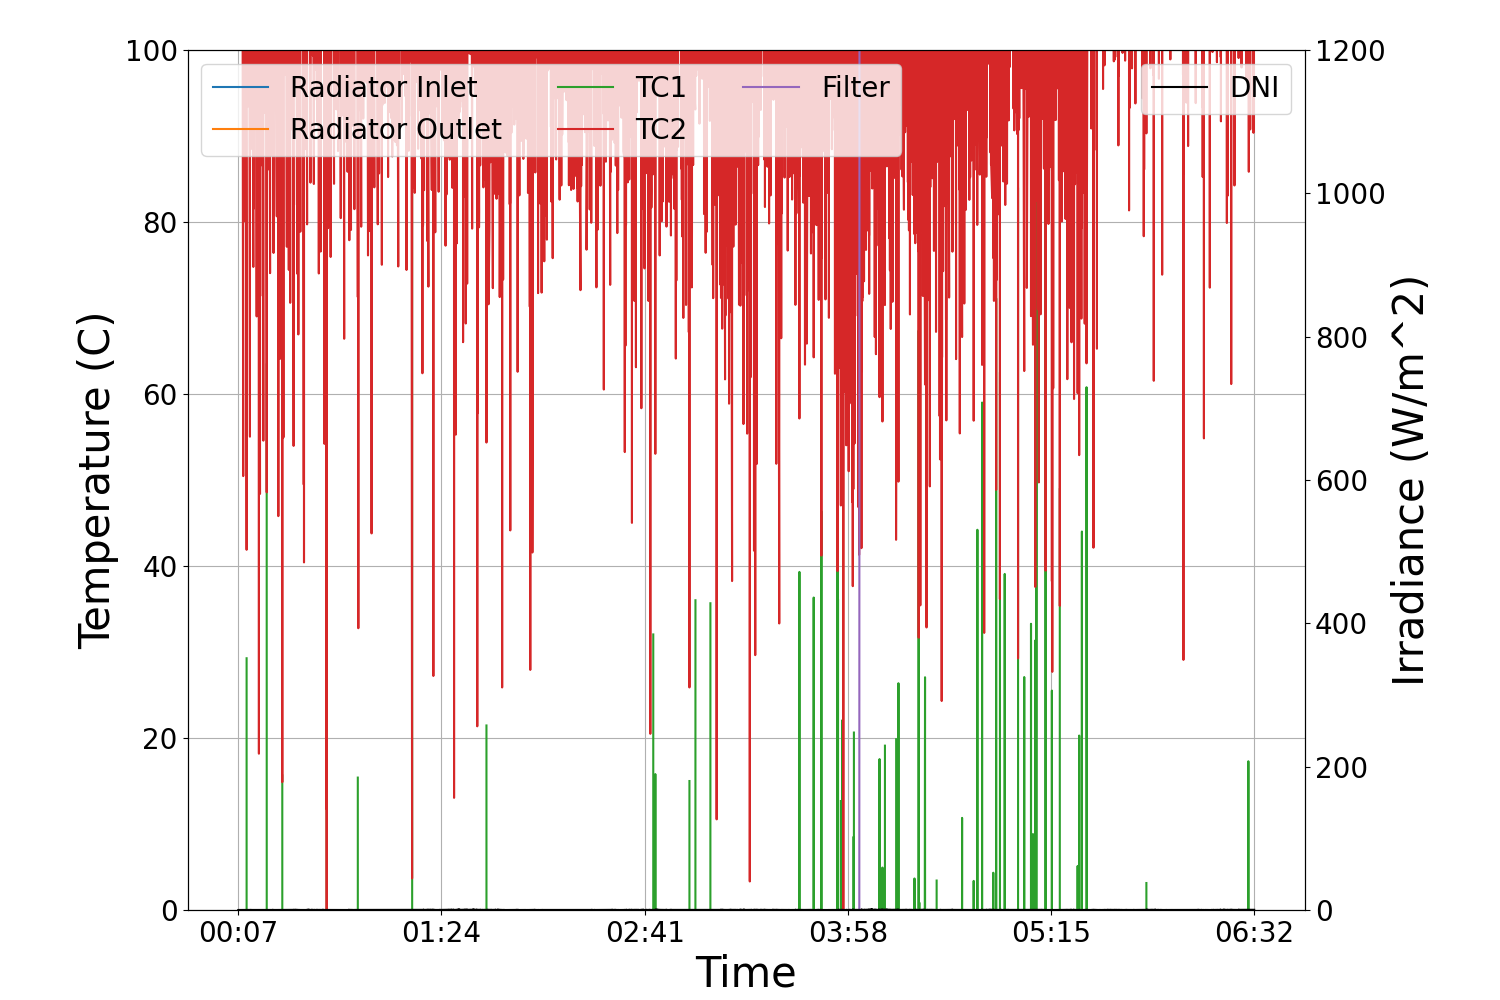 100
80
60
40
20
0
Temperature (C)
Radiator Inlet
Radiator Outlet
TC1
TC2
Filter
DNI
1200
1000
800
600
400
200
0
Irradiance (W/m^2)
00:07
01:24
02:41
03:58
05:15
06:32
Time